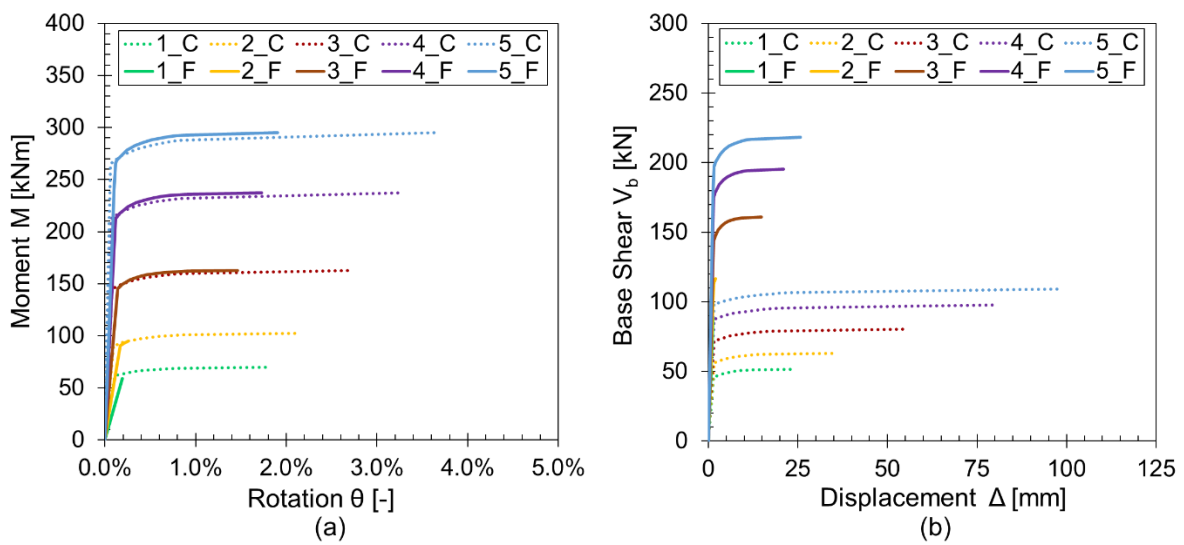 400
350
300
250
200
150
100
50
0
Moment M [kNm]
1_C 2_C 3_C 4_C 5_C
1_F 2_F 3_F 4_F 5_F
0.0% 1.0% 2.0% 3.0% 4.0% 5.0%
Rotation θ [-]
(a)
300
250
200
150
100
50
0
Base Shear V_b [kN]
1_C 2_C 3_C 4_C 5_C
1_F 2_F 3_F 4_F 5_F
0 25 50 75 100 125
Displacement Δ [mm]
(b)